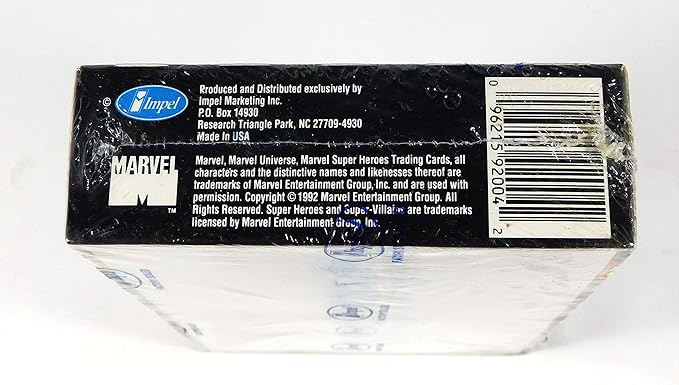 © Impel
Roduced and Distributed exclusively by
Impel Marketing Inc.
P.O. Box 14930
Research Triangle Park, NC 27709-4930
Made In USA
MARVEL
M
TM
Marvel, Marvel Universe, Marvel Super Heroes Trading Cards, all
characters and the distinctive names and likenesses thereof are
trademarks of Marvel Entertainment Group, Inc. and are used with
permission. Copyright © 1992 Marvel Entertainment Group. All
Rights Reserved. Super Heroes and Super-Villains are trademarks
licensed by Marvel Entertainment Group, Inc.
0 96215 92004 2
Impel